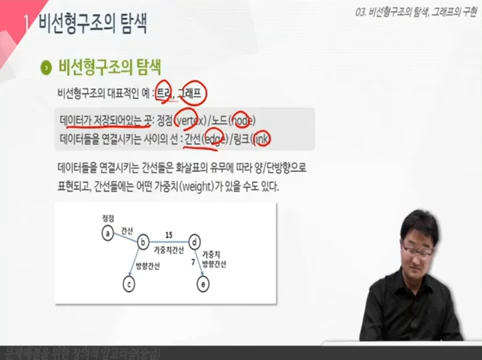 03. 비선형구조의 탐색, 그래프의 구현
1 비선형구조의 탐색
비선형구조의 탐색
비선형구조의 대표적인 예 : 트리, 그래프
데이터가 저장되어있는 곳: 정점(vertex)/노드(node)
데이터들을 연결시키는 사이의 선 : 간선(edge)/링크(link)
데이터들을 연결시키는 간선들은 화살표의 유무에 따라 양/단방향으로
표현되고, 간선들에는 어떤 가중치(weight)가 있을 수도 있다.
정점
간선
a
b
15
d
가중치간선
방향간선
7
가중치
방향간선
c
e